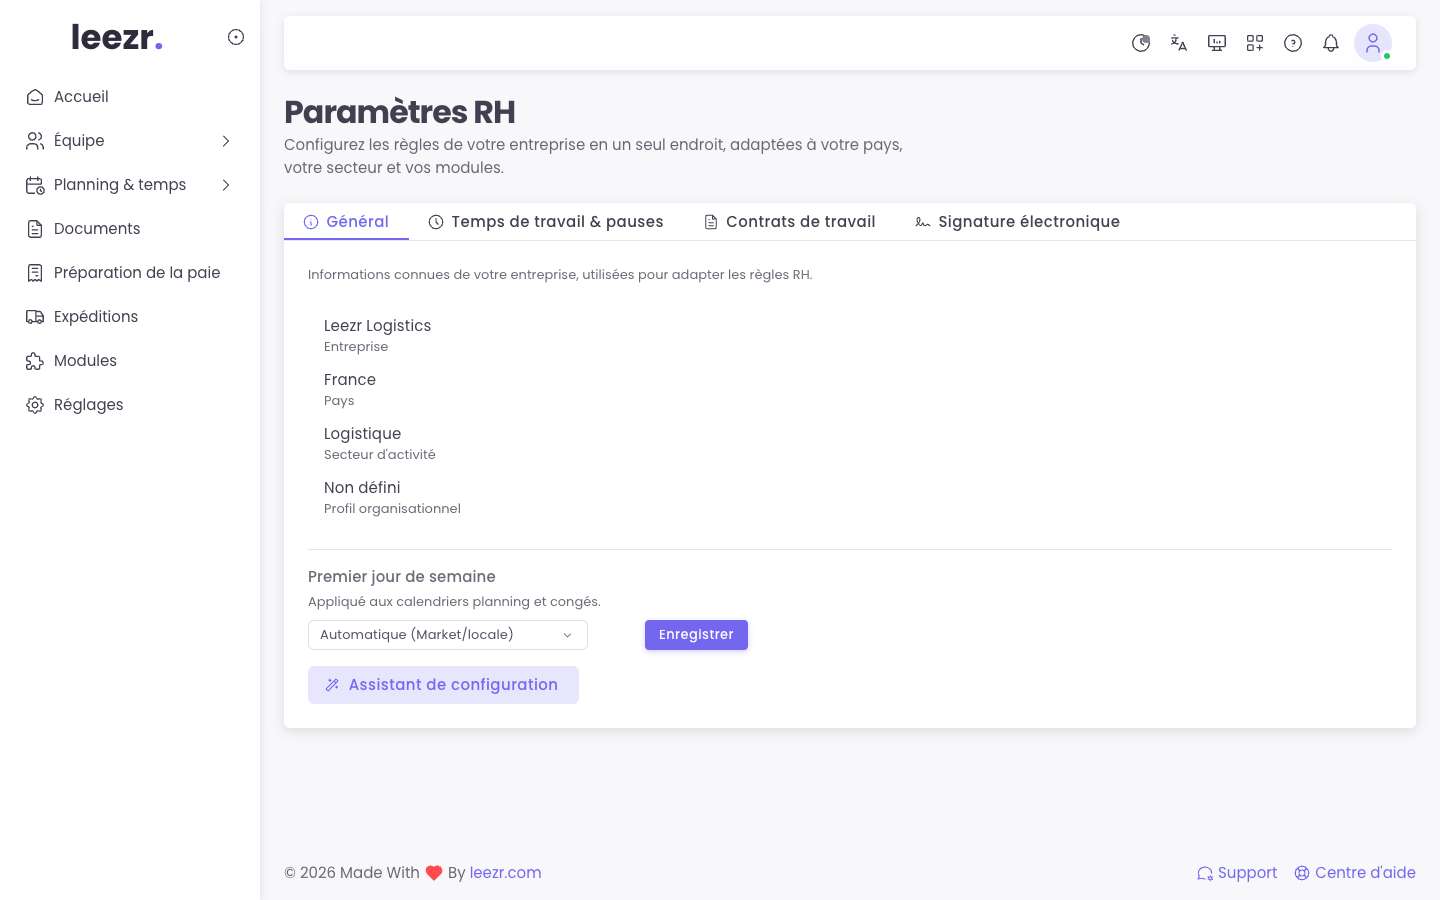 leezr.
Accueil
Équipe
Planning & temps
Documents
Préparation de la paie
Expéditions
Modules
Réglages
Paramètres RH
Configurez les règles de votre entreprise en un seul endroit, adaptées à votre pays,
votre secteur et vos modules.
Général
Temps de travail & pauses
Contrats de travail
Signature électronique
Informations connues de votre entreprise, utilisées pour adapter les règles RH.
Leezr Logistics
Entreprise
France
Pays
Logistique
Secteur d'activité
Non défini
Profil organisationnel
Premier jour de semaine
Appliqué aux calendriers planning et congés.
Automatique (Market/locale)
Enregistrer
Assistant de configuration
© 2026 Made With By leezr.com
Support
Centre d'aide